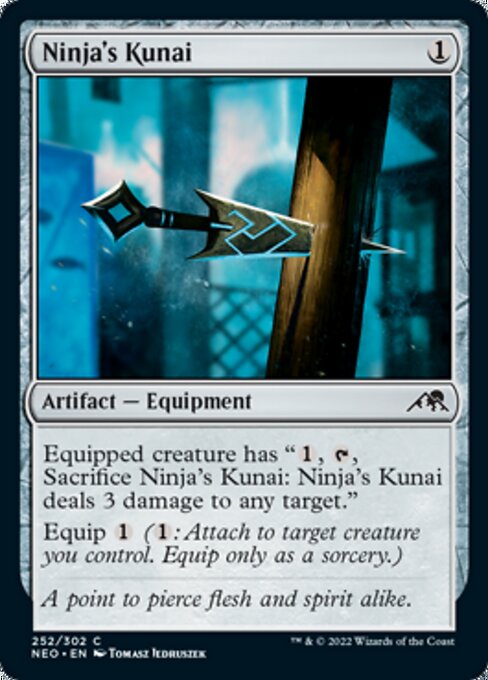 Ninja's Kunai 1
Artifact — Equipment
Equipped creature has “1, ,
Sacrifice Ninja's Kunai: Ninja's Kunai
deals 3 damage to any target.”
Equip 1 (1: Attach to target creature
you control. Equip only as a sorcery.)
A point to pierce flesh and spirit alike.
252/302 C
™ & © 2022 Wizards of the Coast
NEO • EN Tomasz Jedruszek